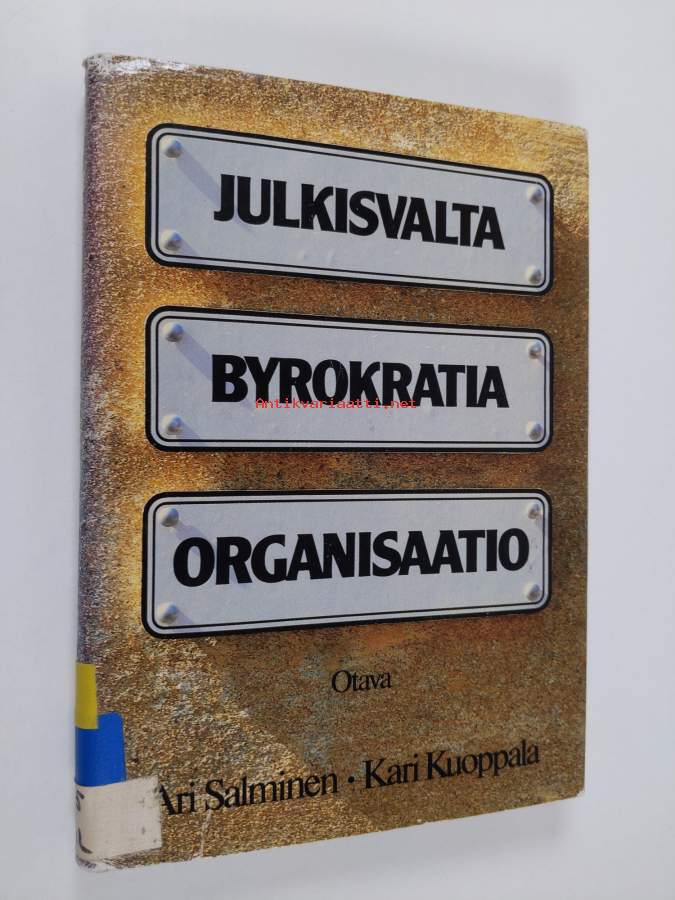 JULKISVALTA
BYROKRATIA
Antikvariaatti.net
ORGANISAATIO
Otava
Ari Salminen · Kari Kuoppala